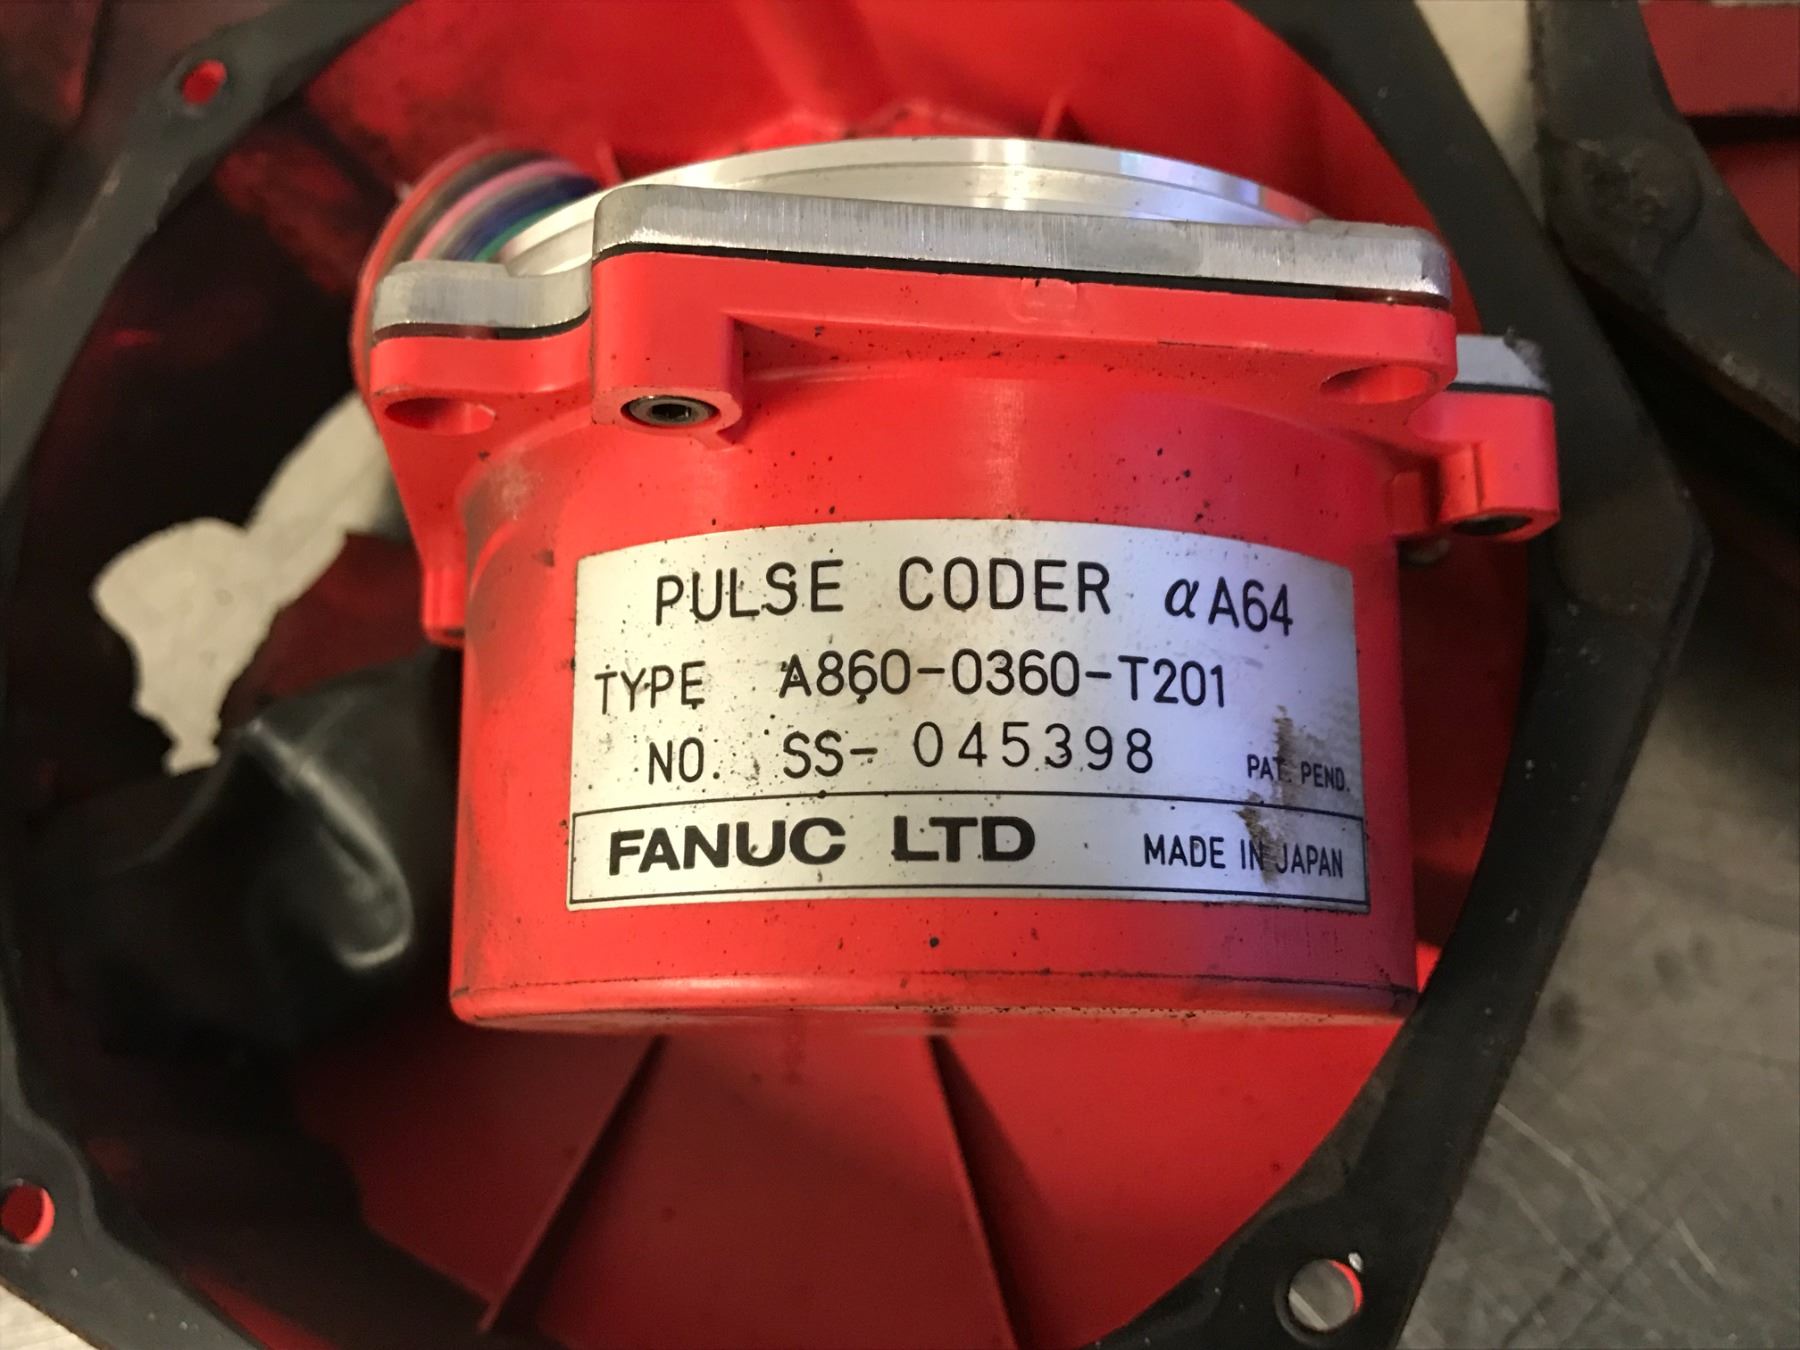 PULSE CODER αA64
TYPE A860-0360-T201
NO. SS- 045398 PAT. PEND.
FANUC LTD MADE IN JAPAN